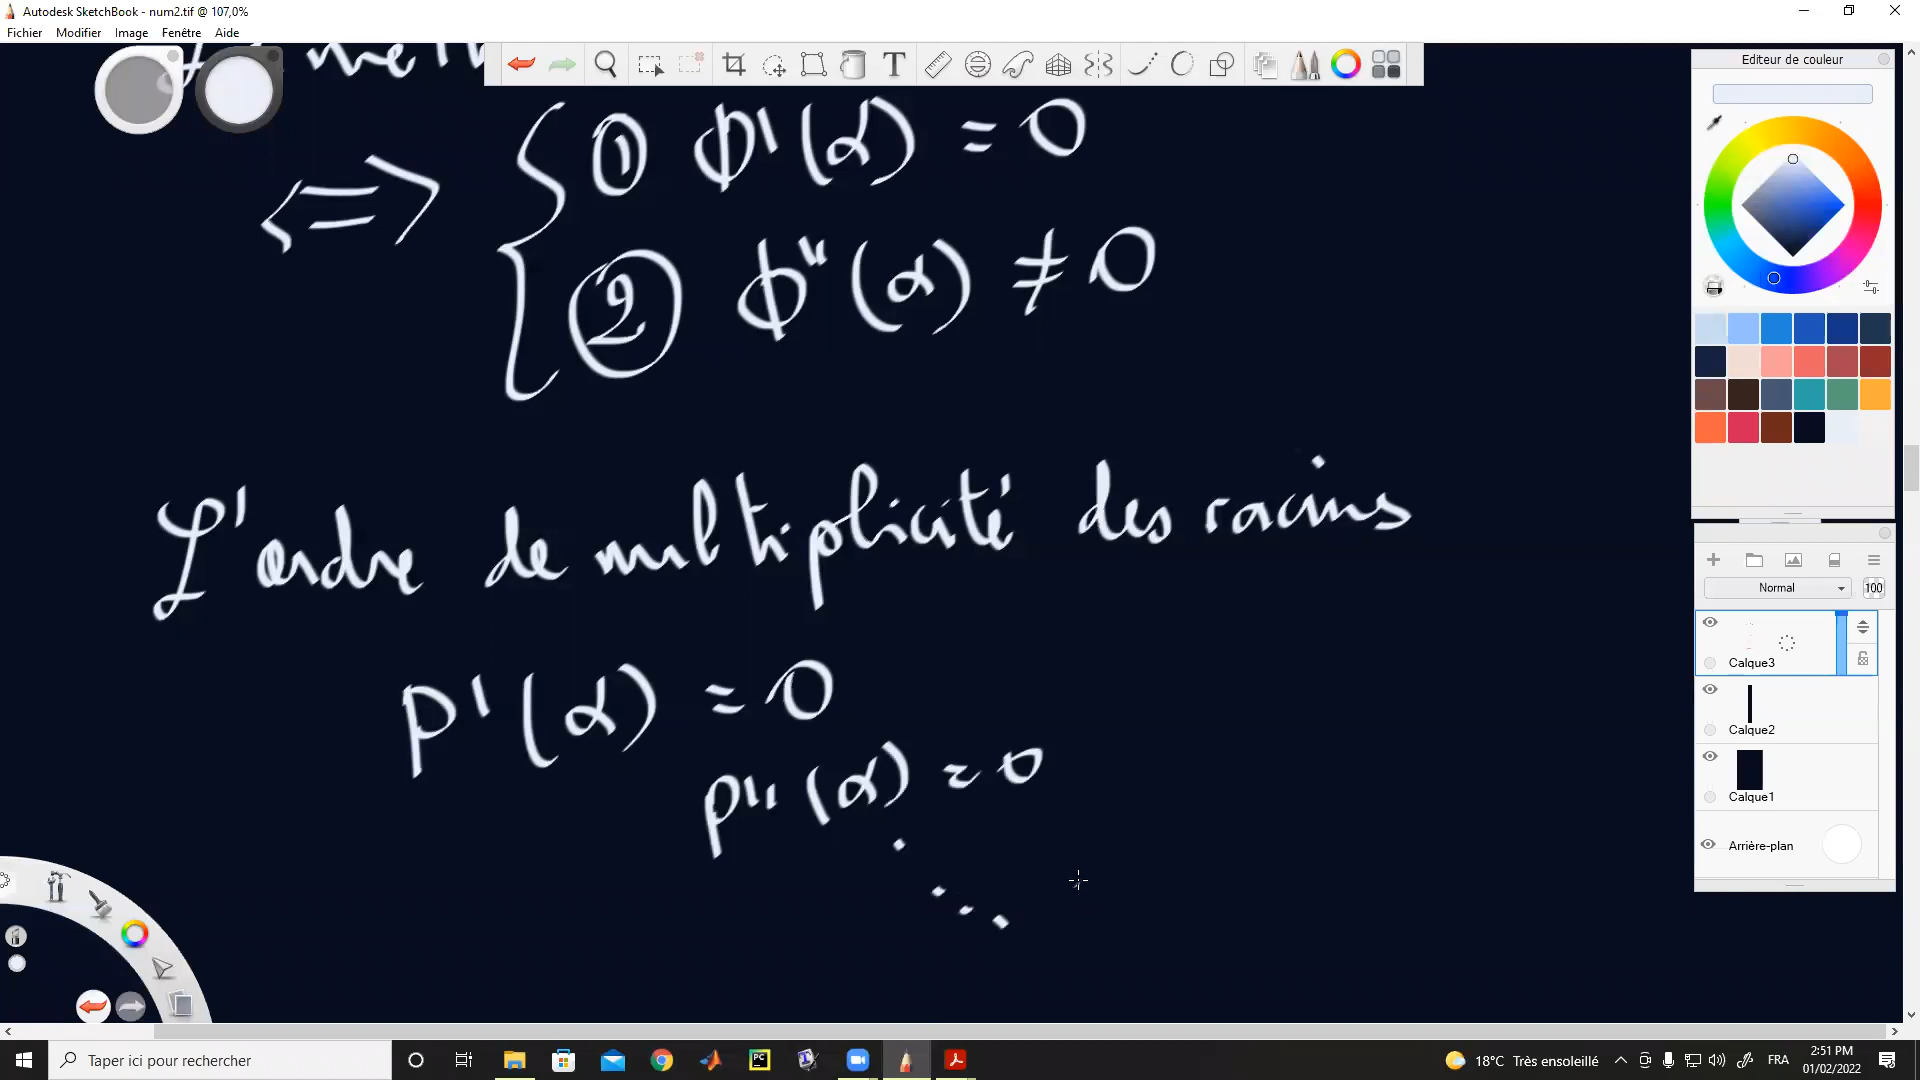 Autodesk SketchBook - num2.tif @ 107,0%
Fichier Modifier Image Fenêtre Aide
Editeur de couleur
<=> { ① Φ'(α) = 0
② Φ''(α) ≠ 0
L'ordre de multiplicité des racines
P'(α) = 0
P''(α) = 0
Normal
100
Calque3
Calque2
Calque1
Arrière-plan
Taper ici pour rechercher
PC
18°C Très ensoleillé
FRA
2:51 PM
01/02/2022